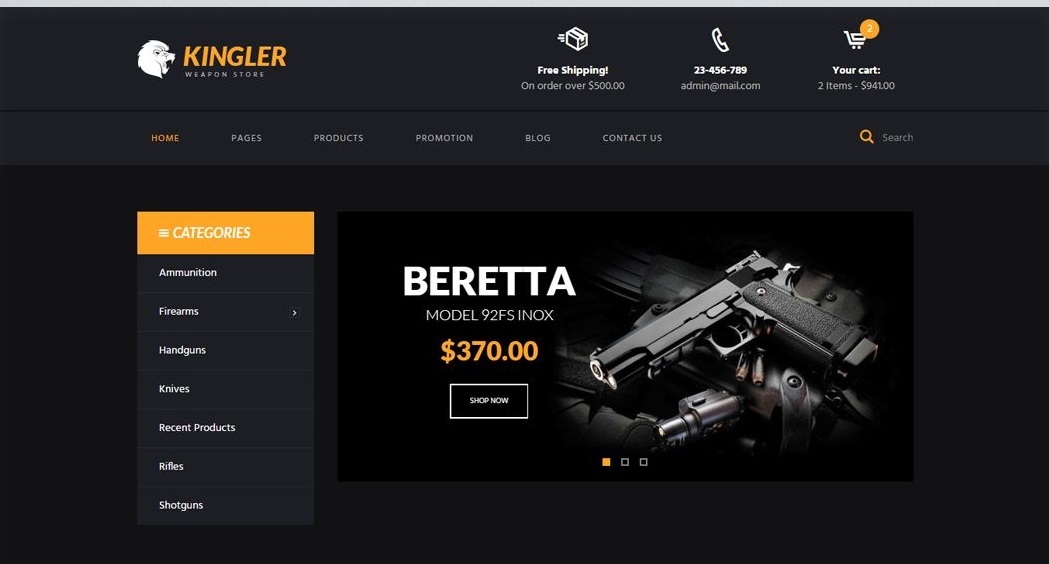 KINGLER
WEAPON STORE
Free Shipping!
On order over $500.00
23-456-789
admin@mail.com
2
Your cart:
2 Items - $941.00
HOME
PAGES
PRODUCTS
PROMOTION
BLOG
CONTACT US
Search
CATEGORIES
Ammunition
Firearms
Handguns
Knives
Recent Products
Rifles
Shotguns
BERETTA
MODEL 92FS INOX
$370.00
SHOP NOW